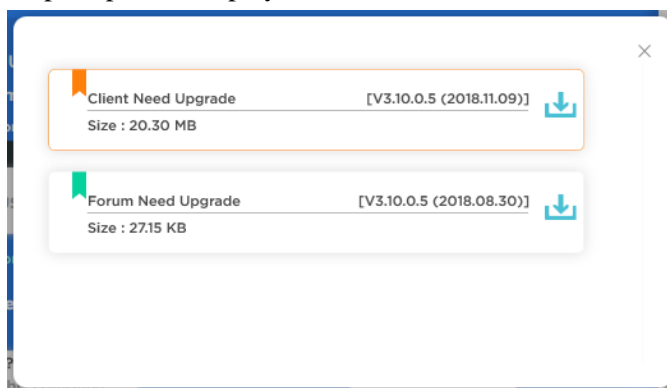 Client Need Upgrade [V3.10.0.5 (2018.11.09)]
Size : 20.30 MB
Forum Need Upgrade [V3.10.0.5 (2018.08.30)]
Size : 27.15 KB